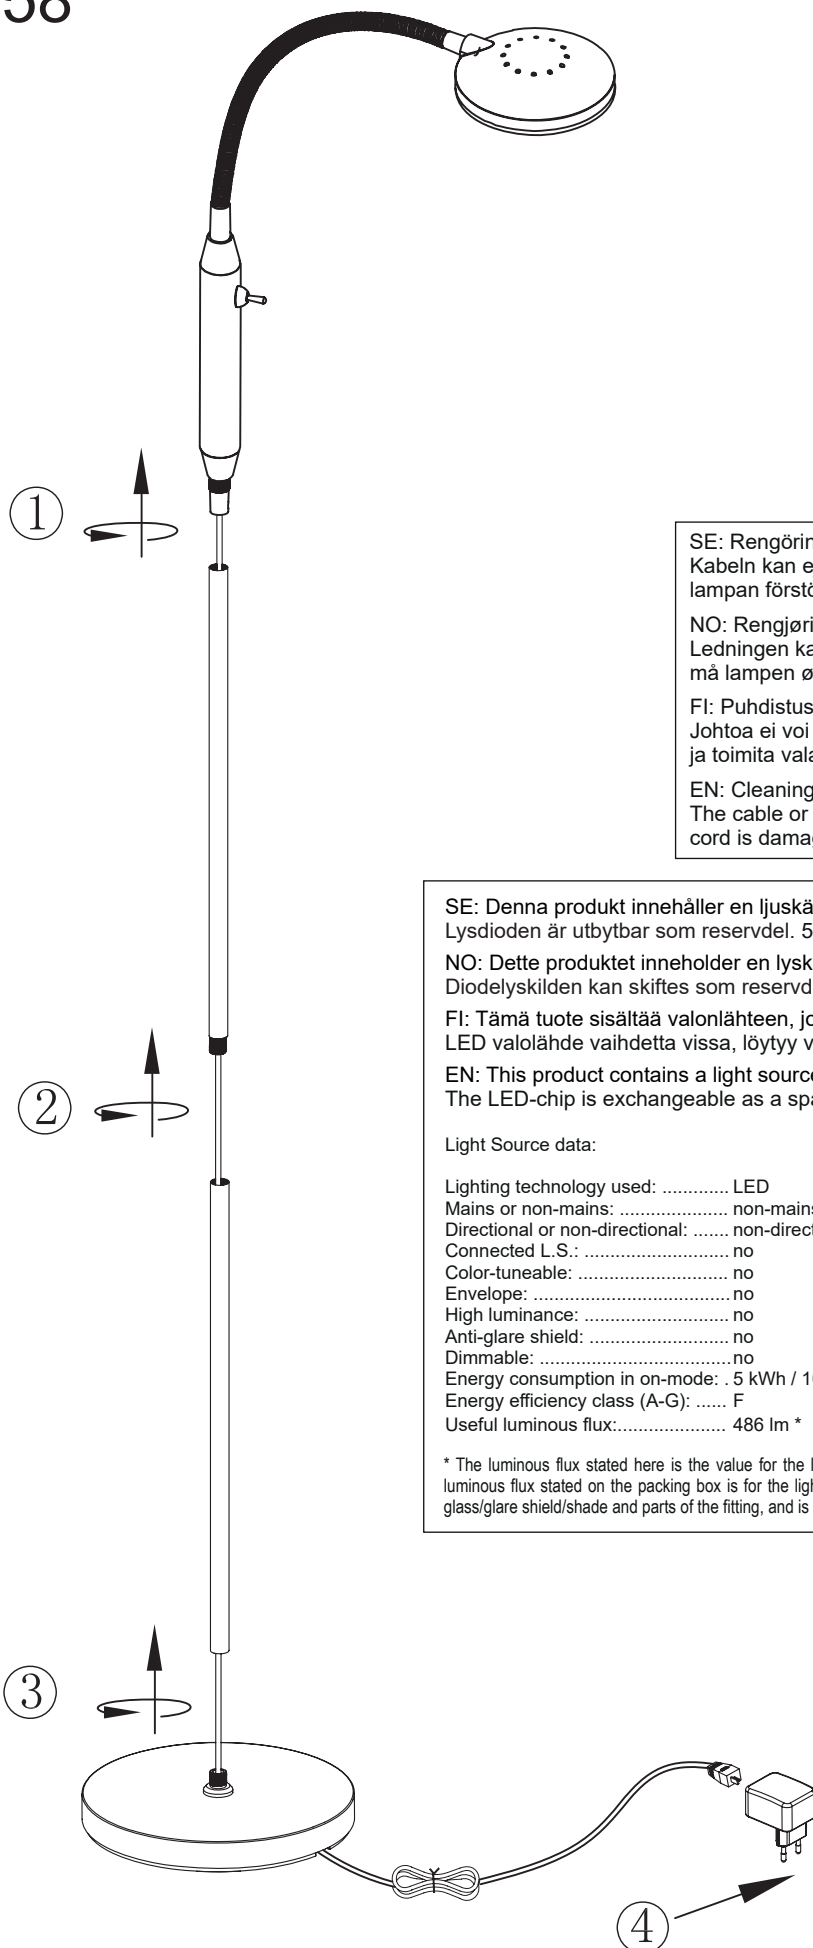 58
1
SE: Rengörin
Kabeln kan e
lampan förstö
NO: Rengjøri
Ledningen ka
må lampen ø
FI: Puhdistus
Johtoa ei voi
ja toimita vala
EN: Cleaning
The cable or
cord is damag
SE: Denna produkt innehåller en ljuskä
Lysdioden är utbytbar som reservdel. 5
NO: Dette produktet inneholder en lysk
Diodelyskilden kan skiftes som reservd
FI: Tämä tuote sisältää valonlähteen, jo
LED valolähde vaihdetta vissa, löytyy v
EN: This product contains a light source
The LED-chip is exchangeable as a spa
2
Light Source data:
Lighting technology used: ............. LED
Mains or non-mains: ..................... non-mains
Directional or non-directional: ....... non-direct
Connected L.S.: ............................ no
Color-tuneable: ............................. no
Envelope: ...................................... no
High luminance: ............................ no
Anti-glare shield: ........................... no
Dimmable: ..................................... no
Energy consumption in on-mode: . 5 kWh / 10
Energy efficiency class (A-G): ...... F
Useful luminous flux:..................... 486 lm *
* The luminous flux stated here is the value for the l
luminous flux stated on the packing box is for the ligh
glass/glare shield/shade and parts of the fitting, and is
3
4